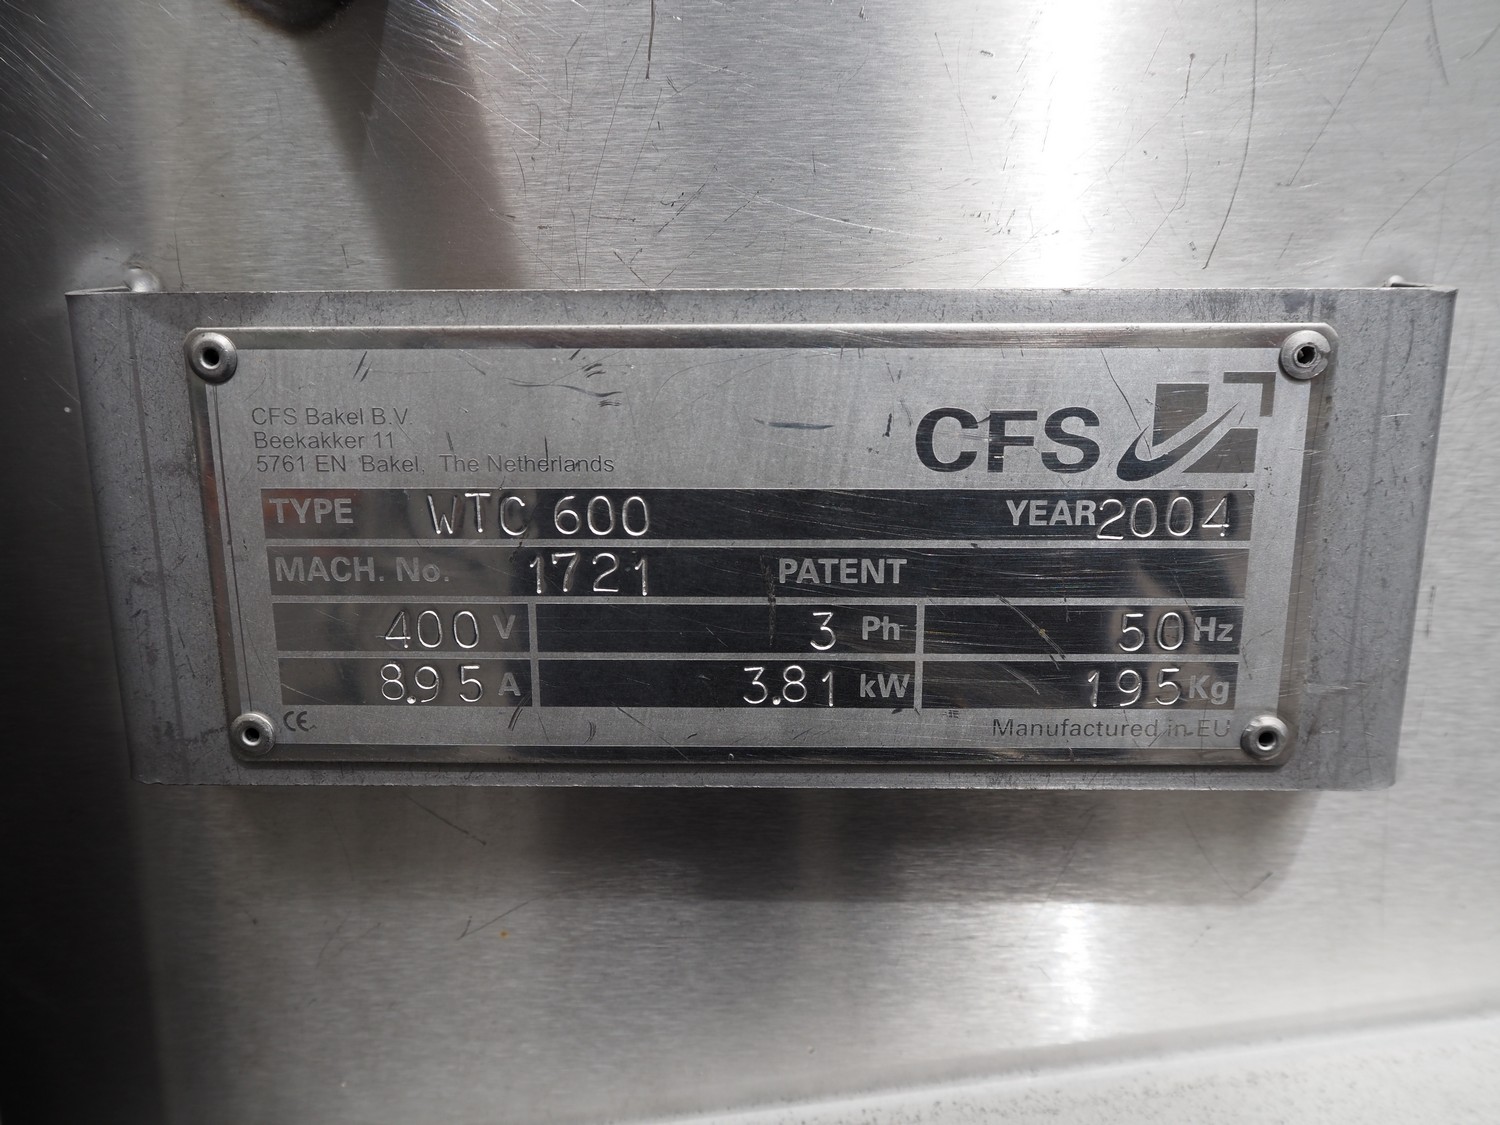 CFS Bakel B.V.
Beekakker 11
5761 EN Bakel, The Netherlands
CFS
TYPE WTC 600 YEAR 2004
MACH. No. 1721 PATENT
400 V 3 Ph 50 Hz
8.95 A 3.81 kW 195 Kg
CE Manufactured in EU